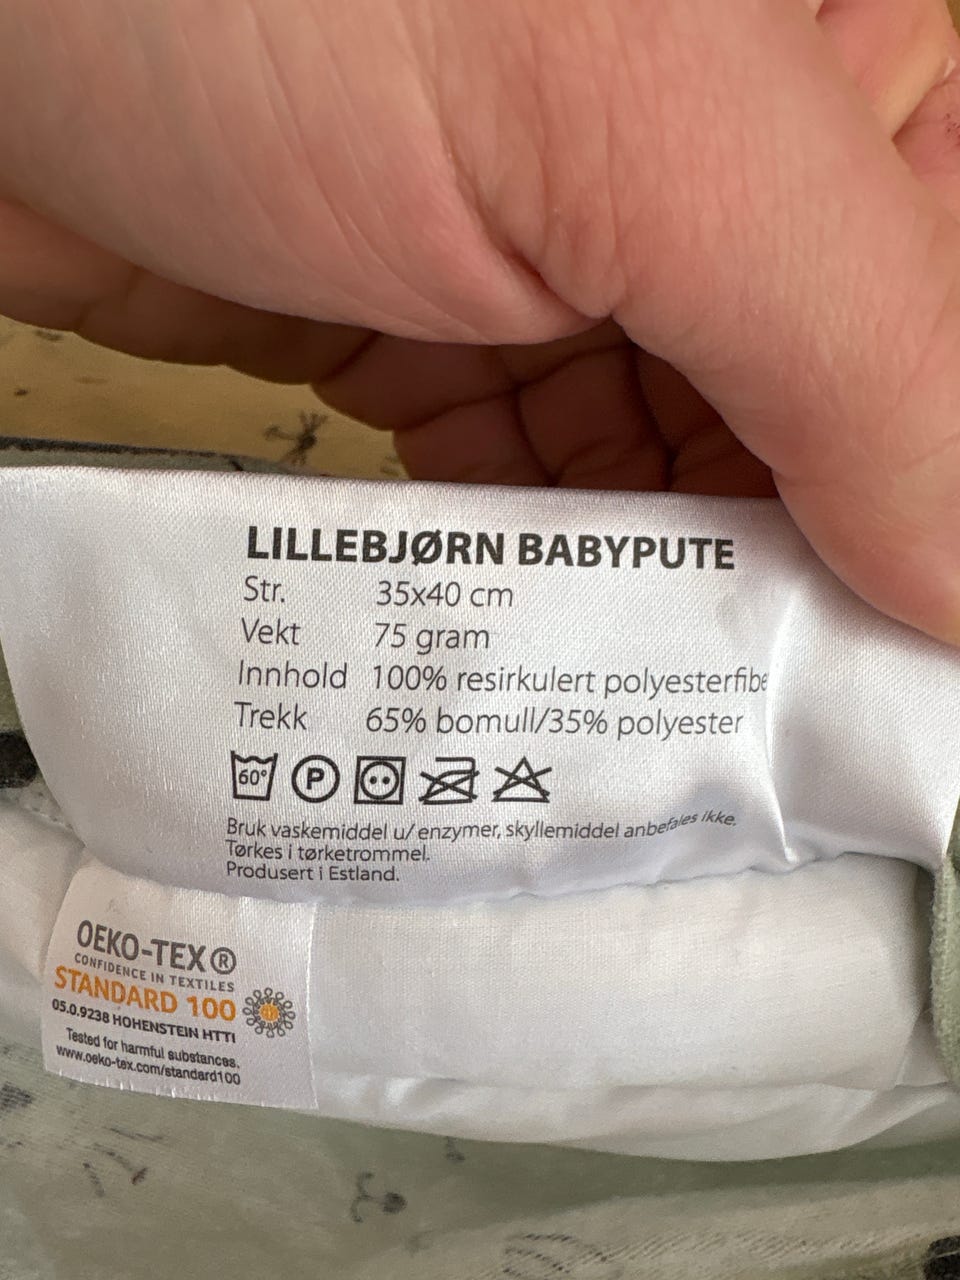 LILLEBJØRN BABYPUTE
Str. 35x40 cm
Vekt 75 gram
Innhold 100% resirkulert polyesterfibe
Trekk 65% bomull/35% polyester
60° P
Bruk vaskemiddel u/enzymer, skyllemiddel anbefales ikke.
Tørkes i tørketrommel.
Produsert i Estland.
OEKO-TEX®
CONFIDENCE IN TEXTILES
STANDARD 100
05.0.9238 HOHENSTEIN HTTI
Tested for harmful substances.
www.oeko-tex.com/standard100